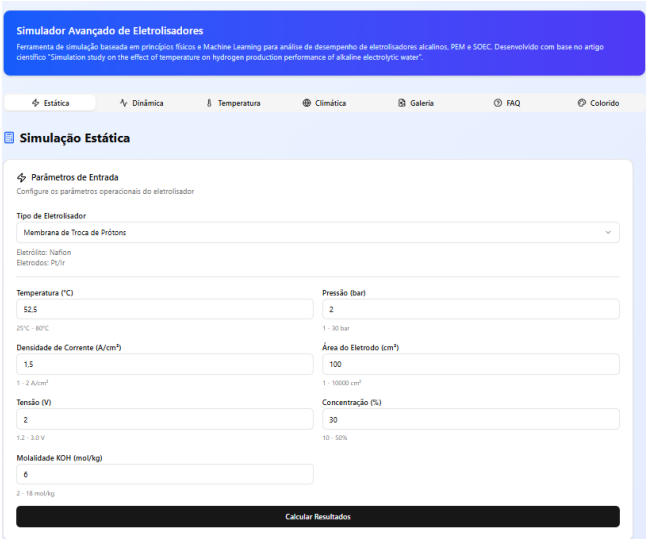 Simulador Avançado de Eletrolisadores
Ferramenta de simulação baseada em princípios físicos e Machine Learning para análise de desempenho de eletrolisadores alcalinos, PEM e SOEC. Desenvolvido com base no artigo
científico "Simulation study on the effect of temperature on hydrogen production performance of alkaline electrolytic water".
Estática Dinâmica Temperatura Climática Galeria FAQ Colorido
Simulação Estática
Parâmetros de Entrada
Configure os parâmetros operacionais do eletrolisador
Tipo de Eletrolisador
Membrana de Troca de Prótons
Eletrólito: Nafion
Eletrodos: Pt/Ir
Temperatura (°C) Pressão (bar)
52,5 2
25°C - 80°C 1 - 30 bar
Densidade de Corrente (A/cm²) Área do Eletrodo (cm²)
1,5 100
1 - 2 A/cm² 1 - 10000 cm²
Tensão (V) Concentração (%)
2 30
1.2 - 3.0 V 10 - 50%
Molalidade KOH (mol/kg)
6
2 - 18 mol/kg
Calcular Resultados